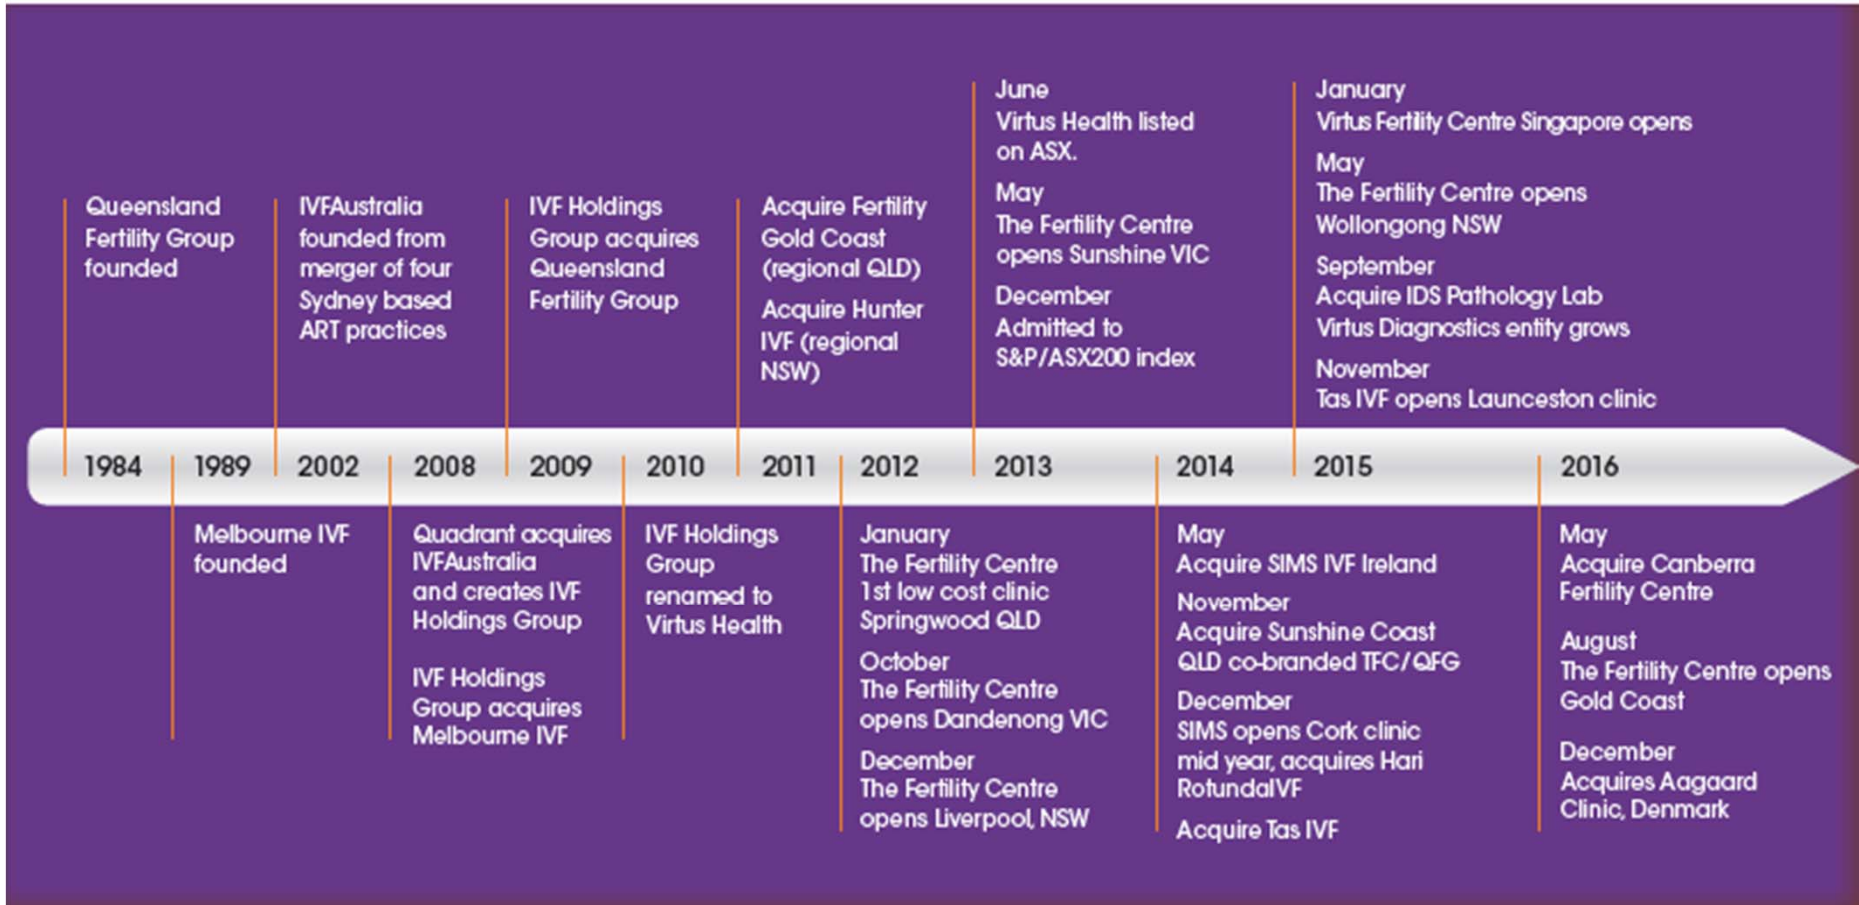 June
Virtus Health listed
on ASX.
May
The Fertility Centre
opens Sunshine VIC
December
Admitted to
S&P/ASX200 index
January
Virtus Fertility Centre Singapore opens
May
The Fertility Centre opens
Wollongong NSW
September
Acquire IDS Pathology Lab
Virtus Diagnostics entity grows
November
Tas IVF opens Launceston clinic
Queensland
Fertility Group
founded
IVFAustralia
founded from
merger of four
Sydney based
ART practices
IVF Holdings
Group acquires
Queensland
Fertility Group
Acquire Fertility
Gold Coast
(regional QLD)
Acquire Hunter
IVF (regional
NSW)
1984 1989 2002 2008 2009 2010 2011 2012 2013 2014 2015 2016
Melbourne IVF
founded
Quadrant acquires
IVFAustralia
and creates IVF
Holdings Group
IVF Holdings
Group acquires
Melbourne IVF
IVF Holdings
Group
renamed to
Virtus Health
January
The Fertility Centre
1st low cost clinic
Springwood QLD
October
The Fertility Centre
opens Dandenong VIC
December
The Fertility Centre
opens Liverpool, NSW
May
Acquire SIMS IVF Ireland
November
Acquire Sunshine Coast
QLD co-branded TFC/QFG
December
SIMS opens Cork clinic
mid year, acquires Hari
RotundaIVF
Acquire Tas IVF
May
Acquire Canberra
Fertility Centre
August
The Fertility Centre opens
Gold Coast
December
Acquires Aagaard
Clinic, Denmark